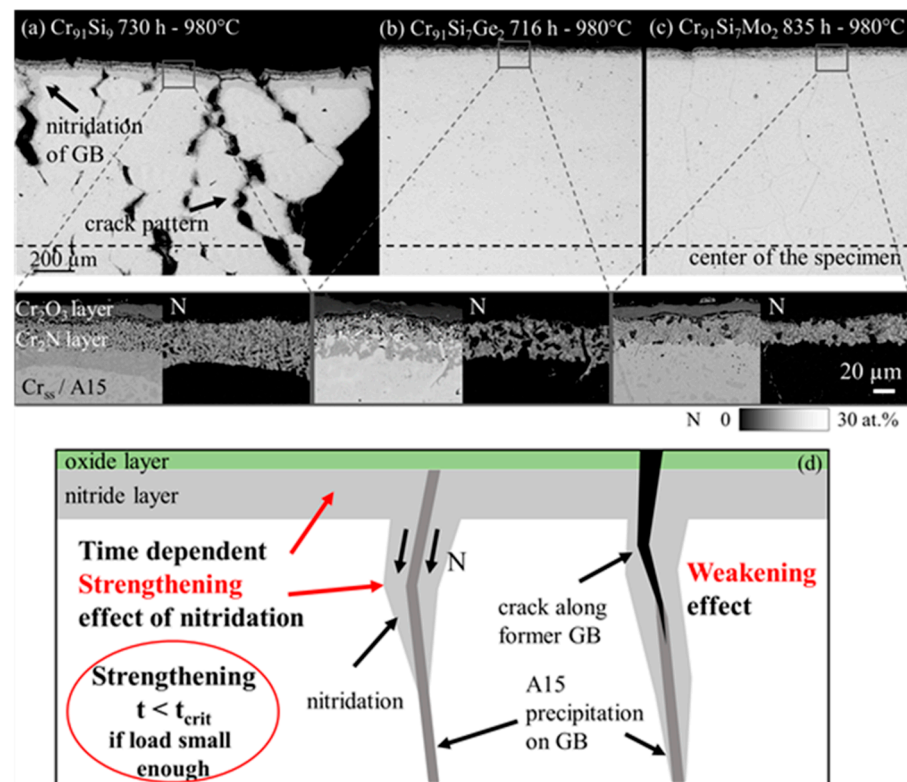 (a) Cr₉₁Si₉ 730 h - 980°C
(b) Cr₉₁Si₇Ge₂ 716 h - 980°C
(c) Cr₉₁Si₇Mo₂ 835 h - 980°C
nitridation
of GB
crack pattern
200 µm
center of the specimen
Cr₂O₃ layer
Cr₂N layer
Crₛₛ / A15
N
N
N
20 µm
N 0 30 at.%
oxide layer
(d)
nitride layer
Time dependent
Strengthening
effect of nitridation
N
Weakening
effect
crack along
former GB
Strengthening
t < t_crit
if load small
enough
nitridation
A15
precipitation
on GB